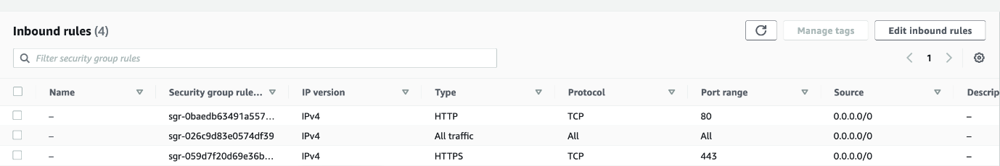 Inbound rules (4)
Manage tags
Edit inbound rules
Filter security group rules
1
Name Security group rule... IP version Type Protocol Port range Source Descrip
– sgr-0baedb63491a557... IPv4 HTTP TCP 80 0.0.0.0/0 –
– sgr-026c9d83e0574df39 IPv4 All traffic All All 0.0.0.0/0 –
– sgr-059d7f20d69e36b... IPv4 HTTPS TCP 443 0.0.0.0/0 –